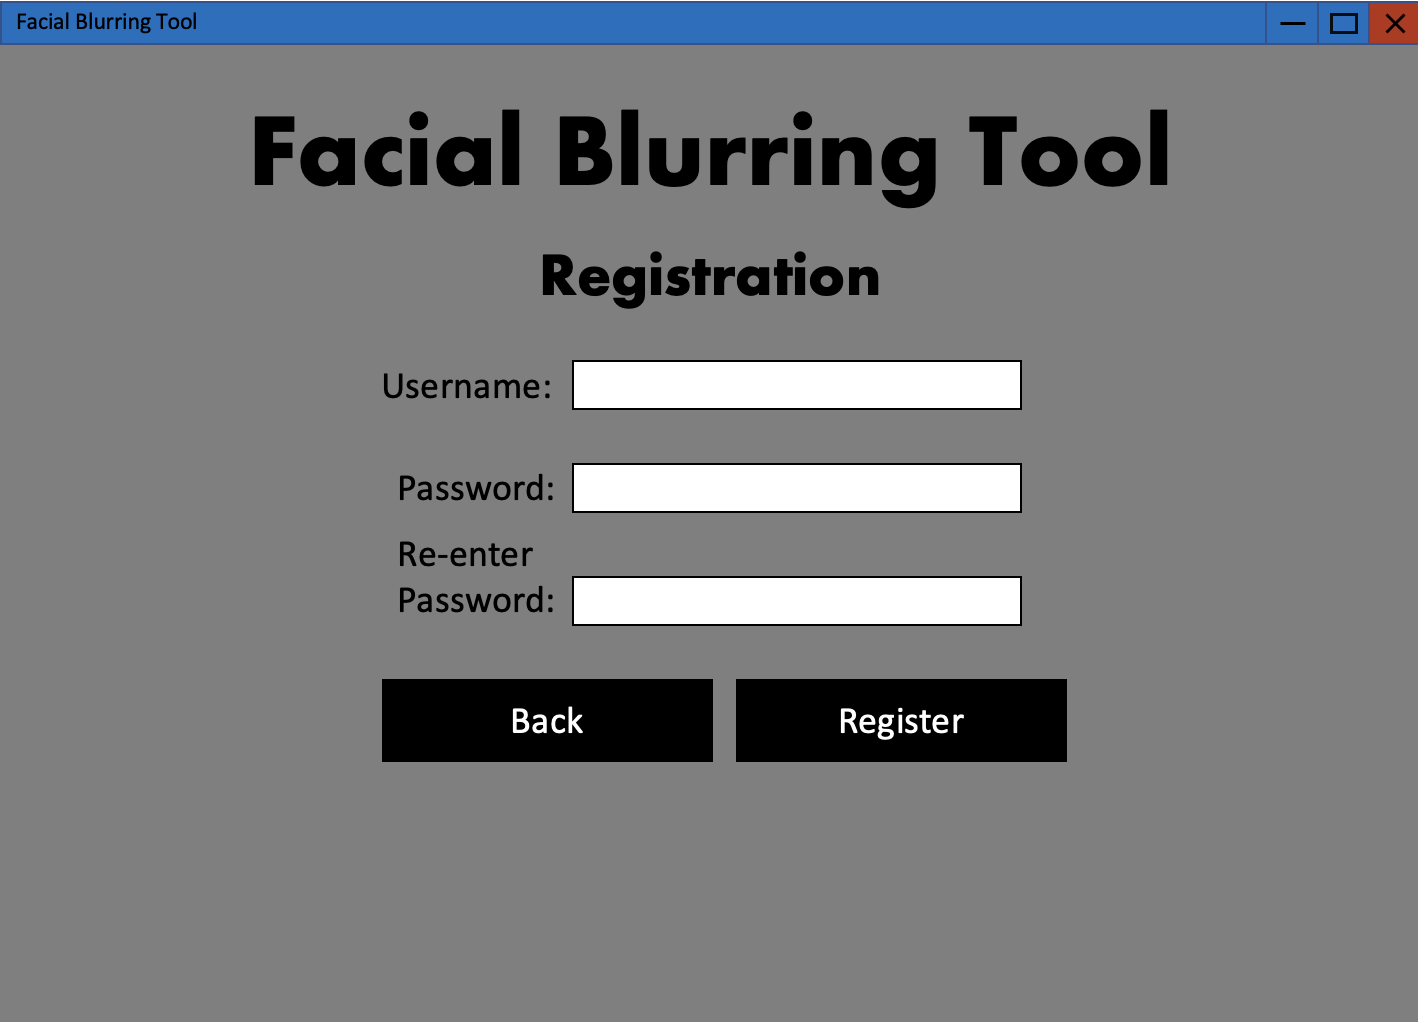 Facial Blurring Tool
Facial Blurring Tool
Registration
Username:
Password:
Re-enter
Password:
Back
Register